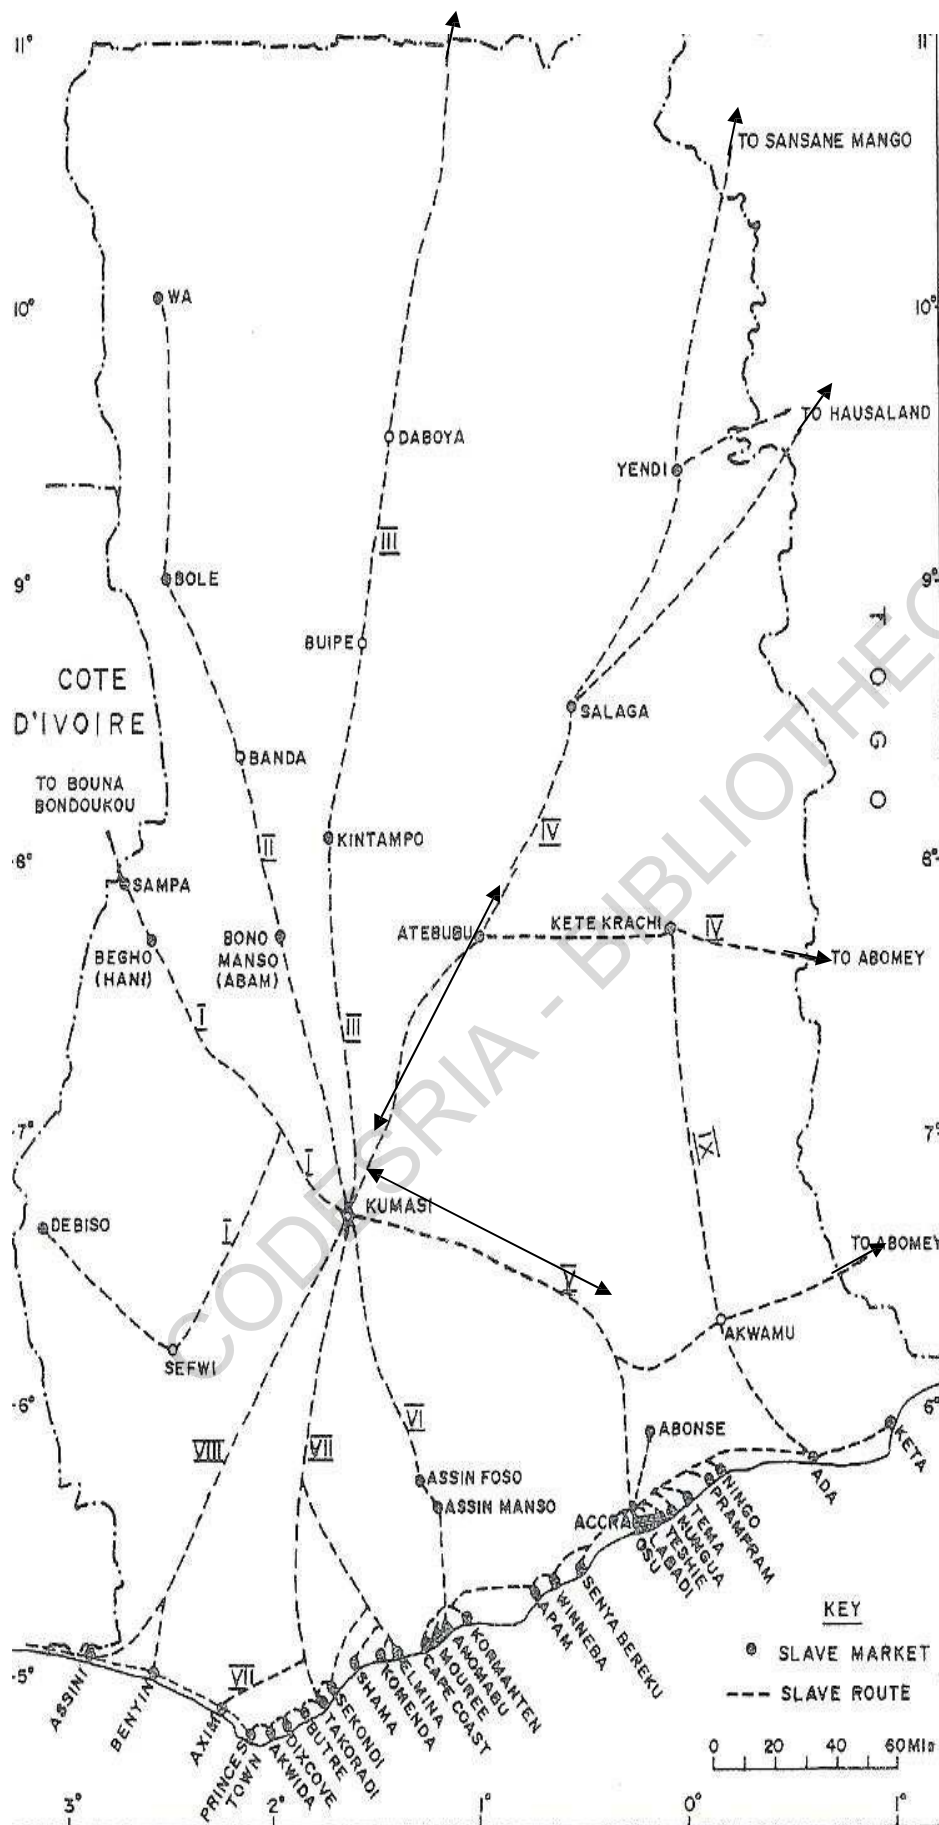 11°
11°
TO SANSANE MANGO
WA
10°
10°
TO HAUSALAND
DABOYA
YENDI
III
9°
BOLE
9°
T
O
G
O
BUIPE
COTE
D'IVOIRE
SALAGA
TO BOUNA
BONDOUKOU
BANDA
II
KINTAMPO
IV
8°
8°
SAMPA
BEGHO
(HANI)
BONO
MANSO
(ABAM)
ATEBUBU
KETE KRACHI
IV
TO ABOMEY
I
III
7°
7°
IX
I
KUMASI
DEBISO
I
TO ABOMEY
V
AKWAMU
SEFWI
6°
6°
VIII
VII
VI
ABONSE
KETA
ASSIN FOSO
ADA
ASSIN MANSO
NINGO
PRAMPRAM
TEMA
NUNGUA
TESHIE
LABADI
OSU
ACCRA
SENYA BEREKU
WINNEBA
APAM
KORMANTEN
ANOMABU
MOUREE
CAPE COAST
ELMINA
KOMENDA
SHAMA
SEKONDI
TAKORADI
BUTRE
DIXCOVE
AKWIDA
PRINCES
TOWN
AXIM
VII
BENYIN
ASSINI
5°
5°
KEY
SLAVE MARKET
SLAVE ROUTE
0 20 40 60 Mls
3°
2°
1°
0°
1°
CODESRIA - BIBLIOTHEQ